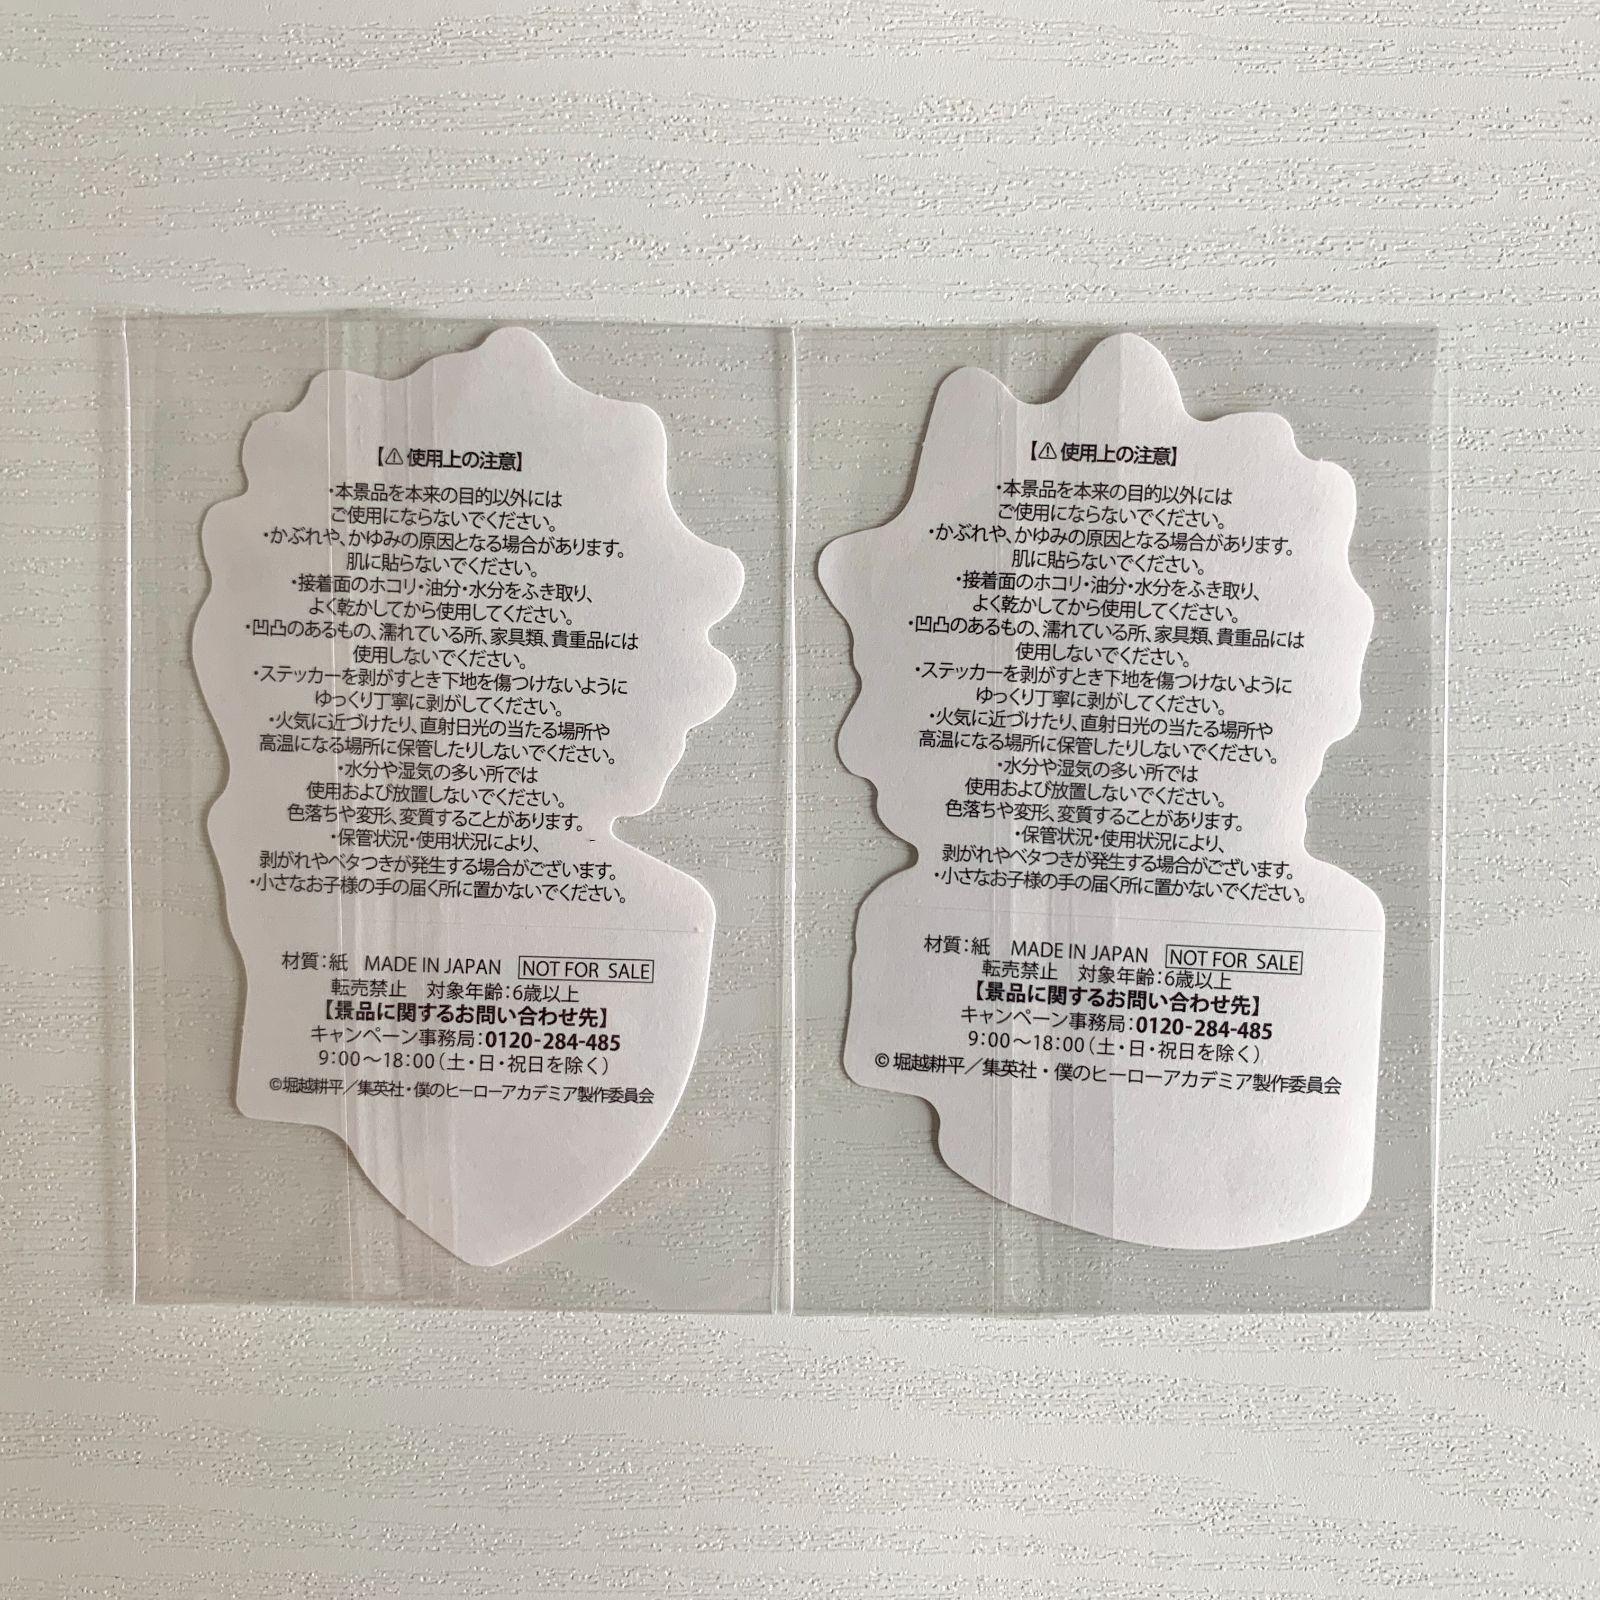 【⚠使用上の注意】
・本景品を本来の目的以外には
ご使用にならないでください。
・かぶれや、かゆみの原因となる場合があります。
肌に貼らないでください。
・接着面のホコリ・油分・水分をふき取り、
よく乾かしてから使用してください。
・凹凸のあるもの、濡れている所、家具類、貴重品には
使用しないでください。
・ステッカーを剥がすとき下地を傷つけないように
ゆっくり丁寧に剥がしてください。
・火気に近づけたり、直射日光の当たる場所や
高温になる場所に保管したりしないでください。
・水分や湿気の多い所では
使用および放置しないでください。
色落ちや変形、変質することがあります。
・保管状況・使用状況により、
剥がれやベタつきが発生する場合がございます。
・小さなお子様の手の届く所に置かないでください。
材質：紙 MADE IN JAPAN NOT FOR SALE
転売禁止 対象年齢：6歳以上
【景品に関するお問い合わせ先】
キャンペーン事務局：0120-284-485
9：00～18：00（土・日・祝日を除く）
©堀越耕平／集英社・僕のヒーローアカデミア製作委員会
【⚠使用上の注意】
・本景品を本来の目的以外には
ご使用にならないでください。
・かぶれや、かゆみの原因となる場合があります。
肌に貼らないでください。
・接着面のホコリ・油分・水分をふき取り、
よく乾かしてから使用してください。
・凹凸のあるもの、濡れている所、家具類、貴重品には
使用しないでください。
・ステッカーを剥がすとき下地を傷つけないように
ゆっくり丁寧に剥がしてください。
・火気に近づけたり、直射日光の当たる場所や
高温になる場所に保管したりしないでください。
・水分や湿気の多い所では
使用および放置しないでください。
色落ちや変形、変質することがあります。
・保管状況・使用状況により、
剥がれやベタつきが発生する場合がございます。
・小さなお子様の手の届く所に置かないでください。
材質：紙 MADE IN JAPAN NOT FOR SALE
転売禁止 対象年齢：6歳以上
【景品に関するお問い合わせ先】
キャンペーン事務局：0120-284-485
9：00～18：00（土・日・祝日を除く）
© 堀越耕平／集英社・僕のヒーローアカデミア製作委員会